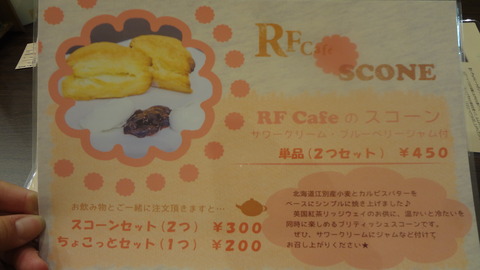 RF Cafe
SCONE
RF Cafe のスコーン
サワークリーム・ブルーベリージャム付
単品(2つセット) ¥450
お飲み物とご一緒に注文頂きますと…
スコーンセット(2つ) ¥300
ちょこっとセット(1つ) ¥200
北海道江別産小麦とカルピスバターを
ベースにシンプルに焼き上げました♪
英国紅茶リッジウェイのお供に、温かいと冷たいを
同時に楽しめるブリティッシュスコーンです。
ぜひ、サワークリームにジャムなど付けて
お召し上がりください★